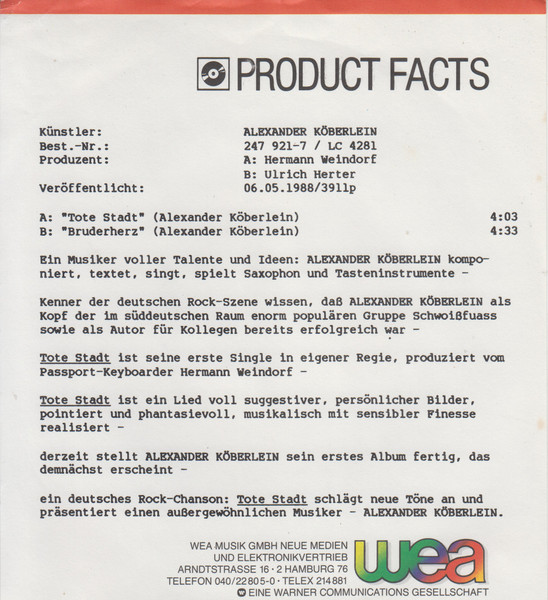 PRODUCT FACTS
Künstler: ALEXANDER KÖBERLEIN
Best.-Nr.: 247 921-7 / LC 4281
Produzent: A: Hermann Weindorf
B: Ulrich Herter
Veröffentlicht: 06.05.1988/3911p
A: "Tote Stadt" (Alexander Köberlein) 4:03
B: "Bruderherz" (Alexander Köberlein) 4:33
Ein Musiker voller Talente und Ideen: ALEXANDER KÖBERLEIN kompo-
niert, textet, singt, spielt Saxophon und Tasteninstrumente -
Kenner der deutschen Rock-Szene wissen, daß ALEXANDER KÖBERLEIN als
Kopf der im süddeutschen Raum enorm populären Gruppe Schwoißfuass
sowie als Autor für Kollegen bereits erfolgreich war -
Tote Stadt ist seine erste Single in eigener Regie, produziert vom
Passport-Keyboarder Hermann Weindorf -
Tote Stadt ist ein Lied voll suggestiver, persönlicher Bilder,
pointiert und phantasievoll, musikalisch mit sensibler Finesse
realisiert -
derzeit stellt ALEXANDER KÖBERLEIN sein erstes Album fertig, das
demnächst erscheint -
ein deutsches Rock-Chanson: Tote Stadt schlägt neue Töne an und
präsentiert einen außergewöhnlichen Musiker - ALEXANDER KÖBERLEIN.
WEA MUSIK GMBH NEUE MEDIEN
UND ELEKTRONIKVERTRIEB
ARNDTSTRASSE 16 · 2 HAMBURG 76
TELEFON 040/22805-0 · TELEX 214881
wea
EINE WARNER COMMUNICATIONS GESELLSCHAFT